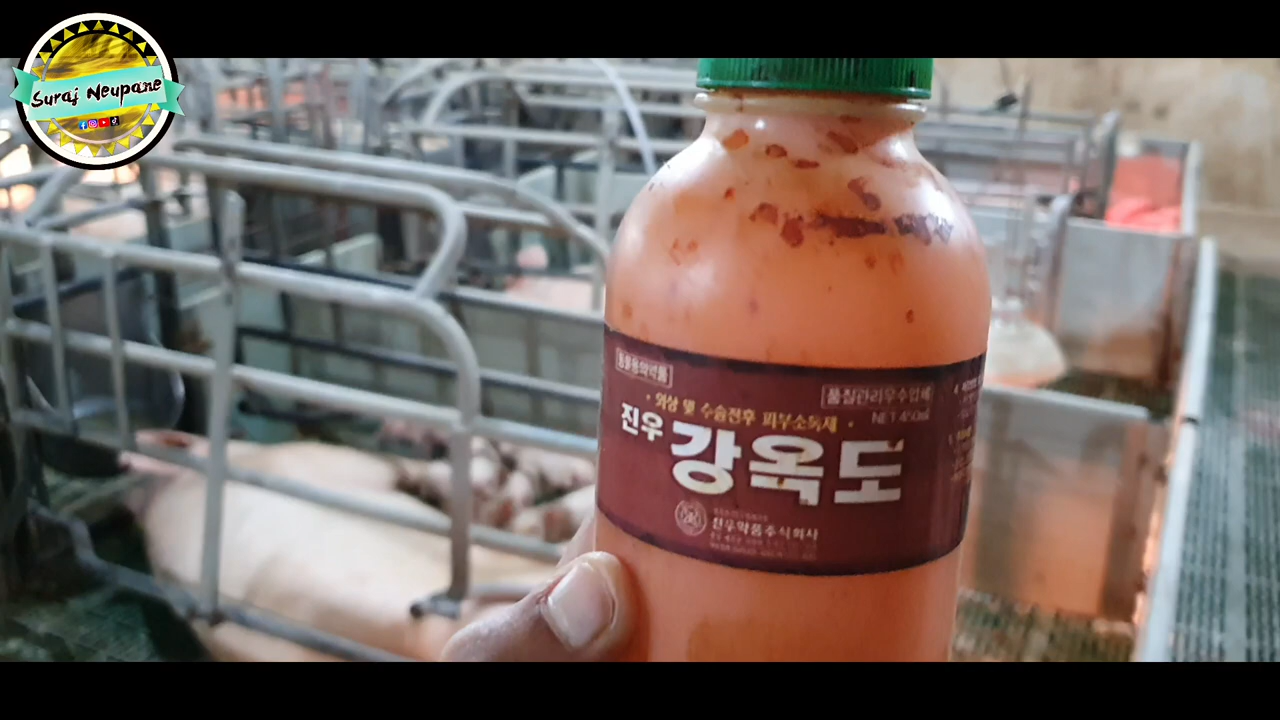 Suraj Neupane
동물용의약품
품질관리우수업체
• 외상 및 수술전후 피부소독제 •
NET 450ml
진우 강옥도
진우약품주식회사